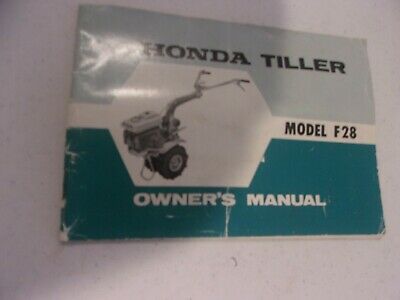 HONDA TILLER
MODEL F28
OWNER'S MANUAL